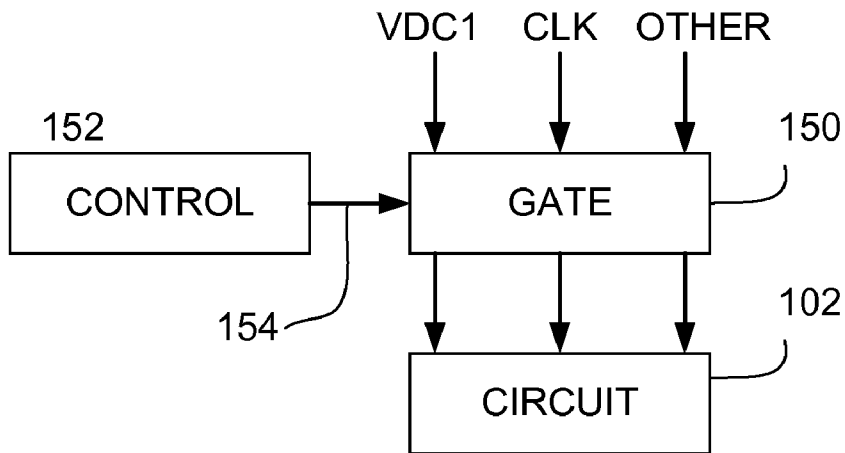 VDC1 CLK OTHER
152
150
CONTROL
GATE
154
102
CIRCUIT